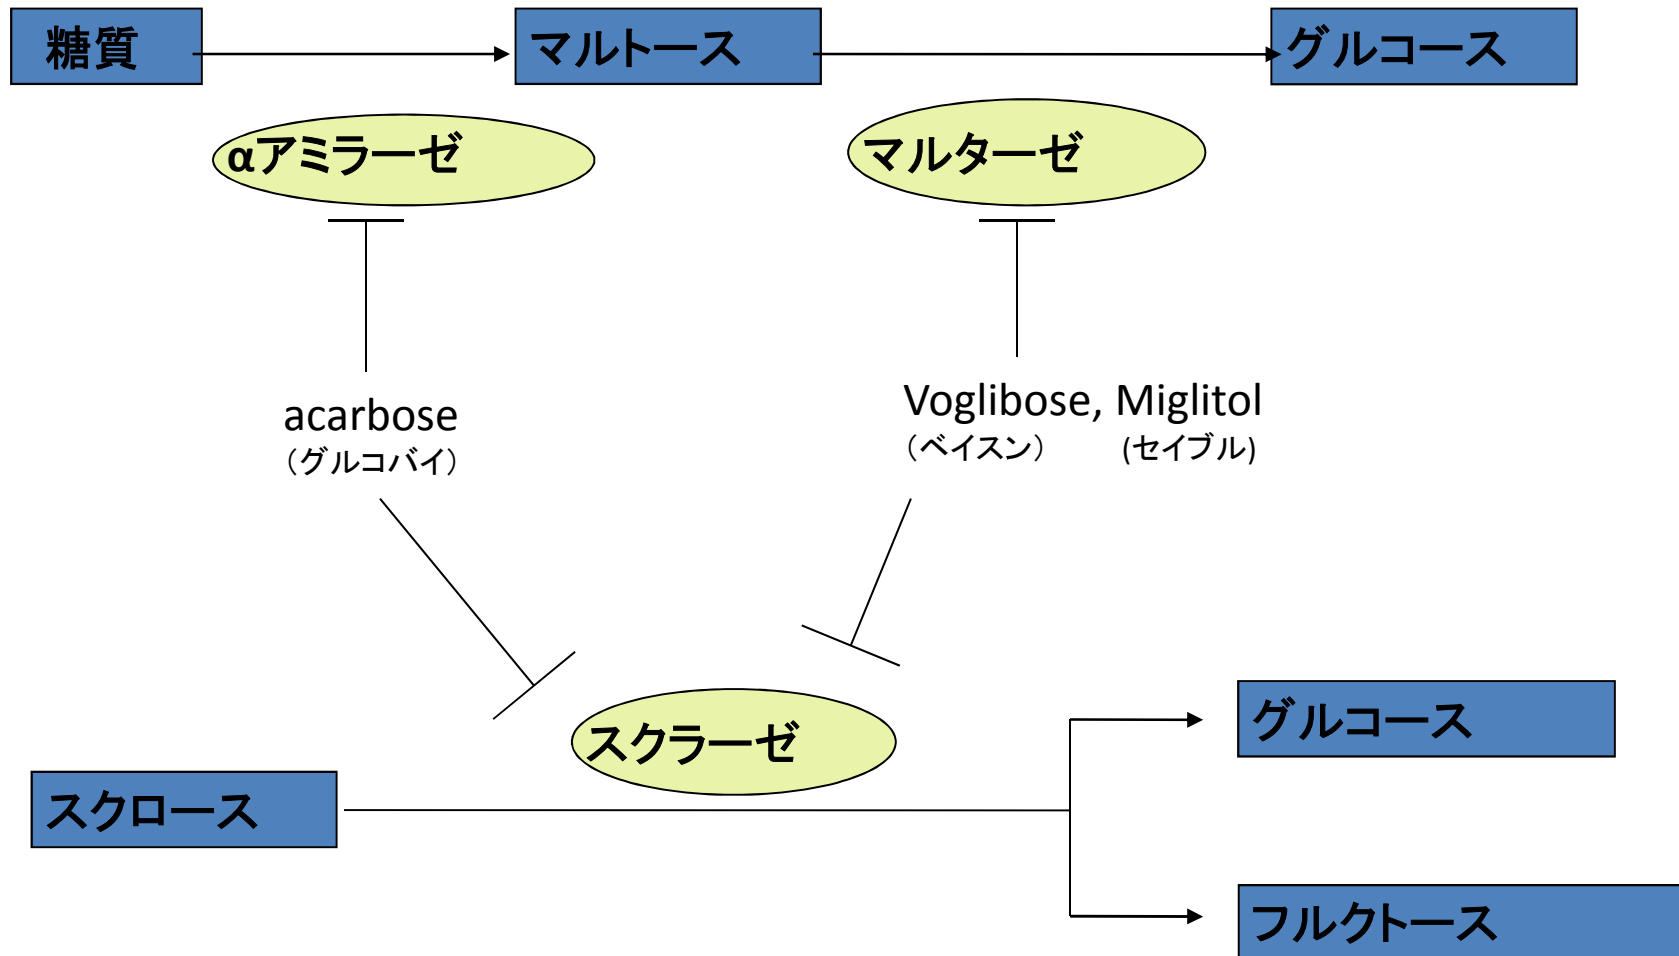 糖質
マルトース
グルコース
αアミラーゼ
マルターゼ
acarbose
（グルコバイ）
Voglibose, Miglitol
（ベイスン） (セイブル)
スクラーゼ
グルコース
スクロース
フルクトース